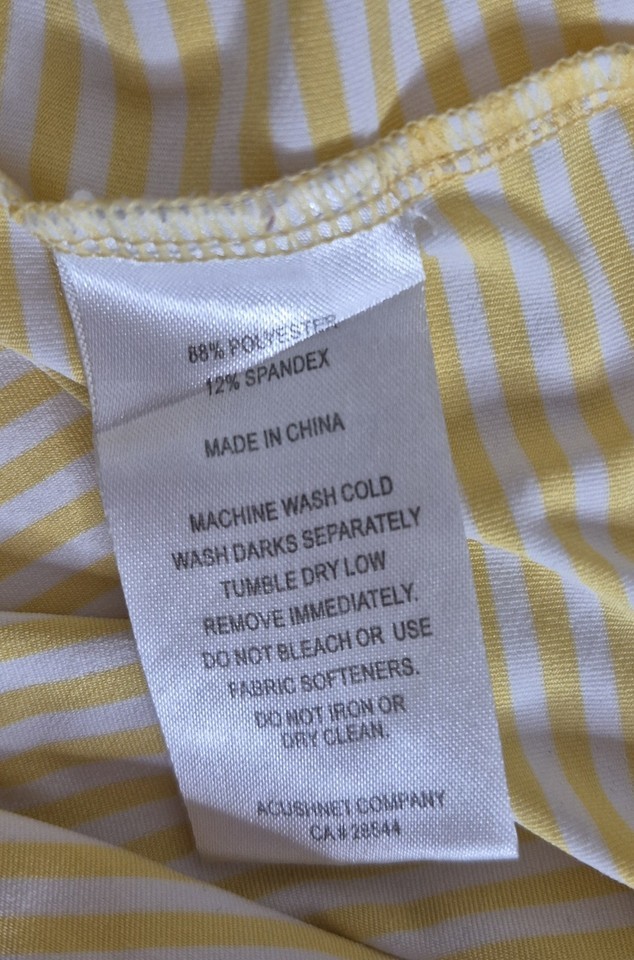 88% POLYESTER
12% SPANDEX
MADE IN CHINA
MACHINE WASH COLD
WASH DARKS SEPARATELY
TUMBLE DRY LOW
REMOVE IMMEDIATELY.
DO NOT BLEACH OR USE
FABRIC SOFTENERS.
DO NOT IRON OR
DRY CLEAN.
ACUSHNET COMPANY
CA # 28544